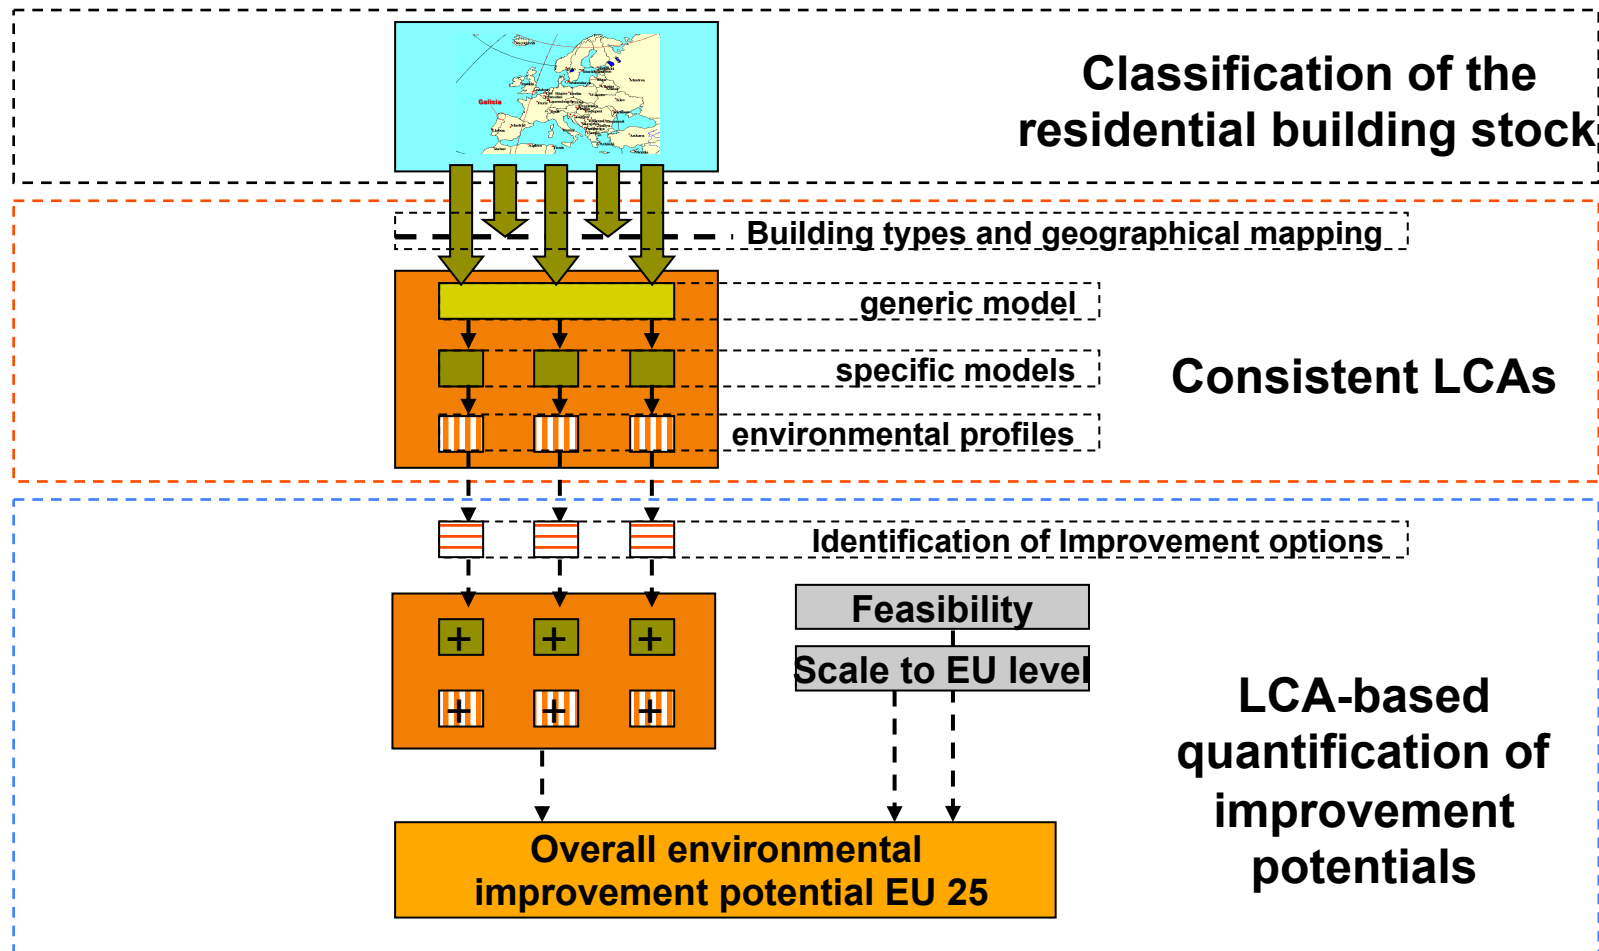 Classification of the
residential building stock
Galicia
Building types and geographical mapping
generic model
specific models
Consistent LCAs
environmental profiles
Identification of Improvement options
Feasibility
Scale to EU level
+ + +
+ + +
LCA-based
quantification of
improvement
potentials
Overall environmental
improvement potential EU 25